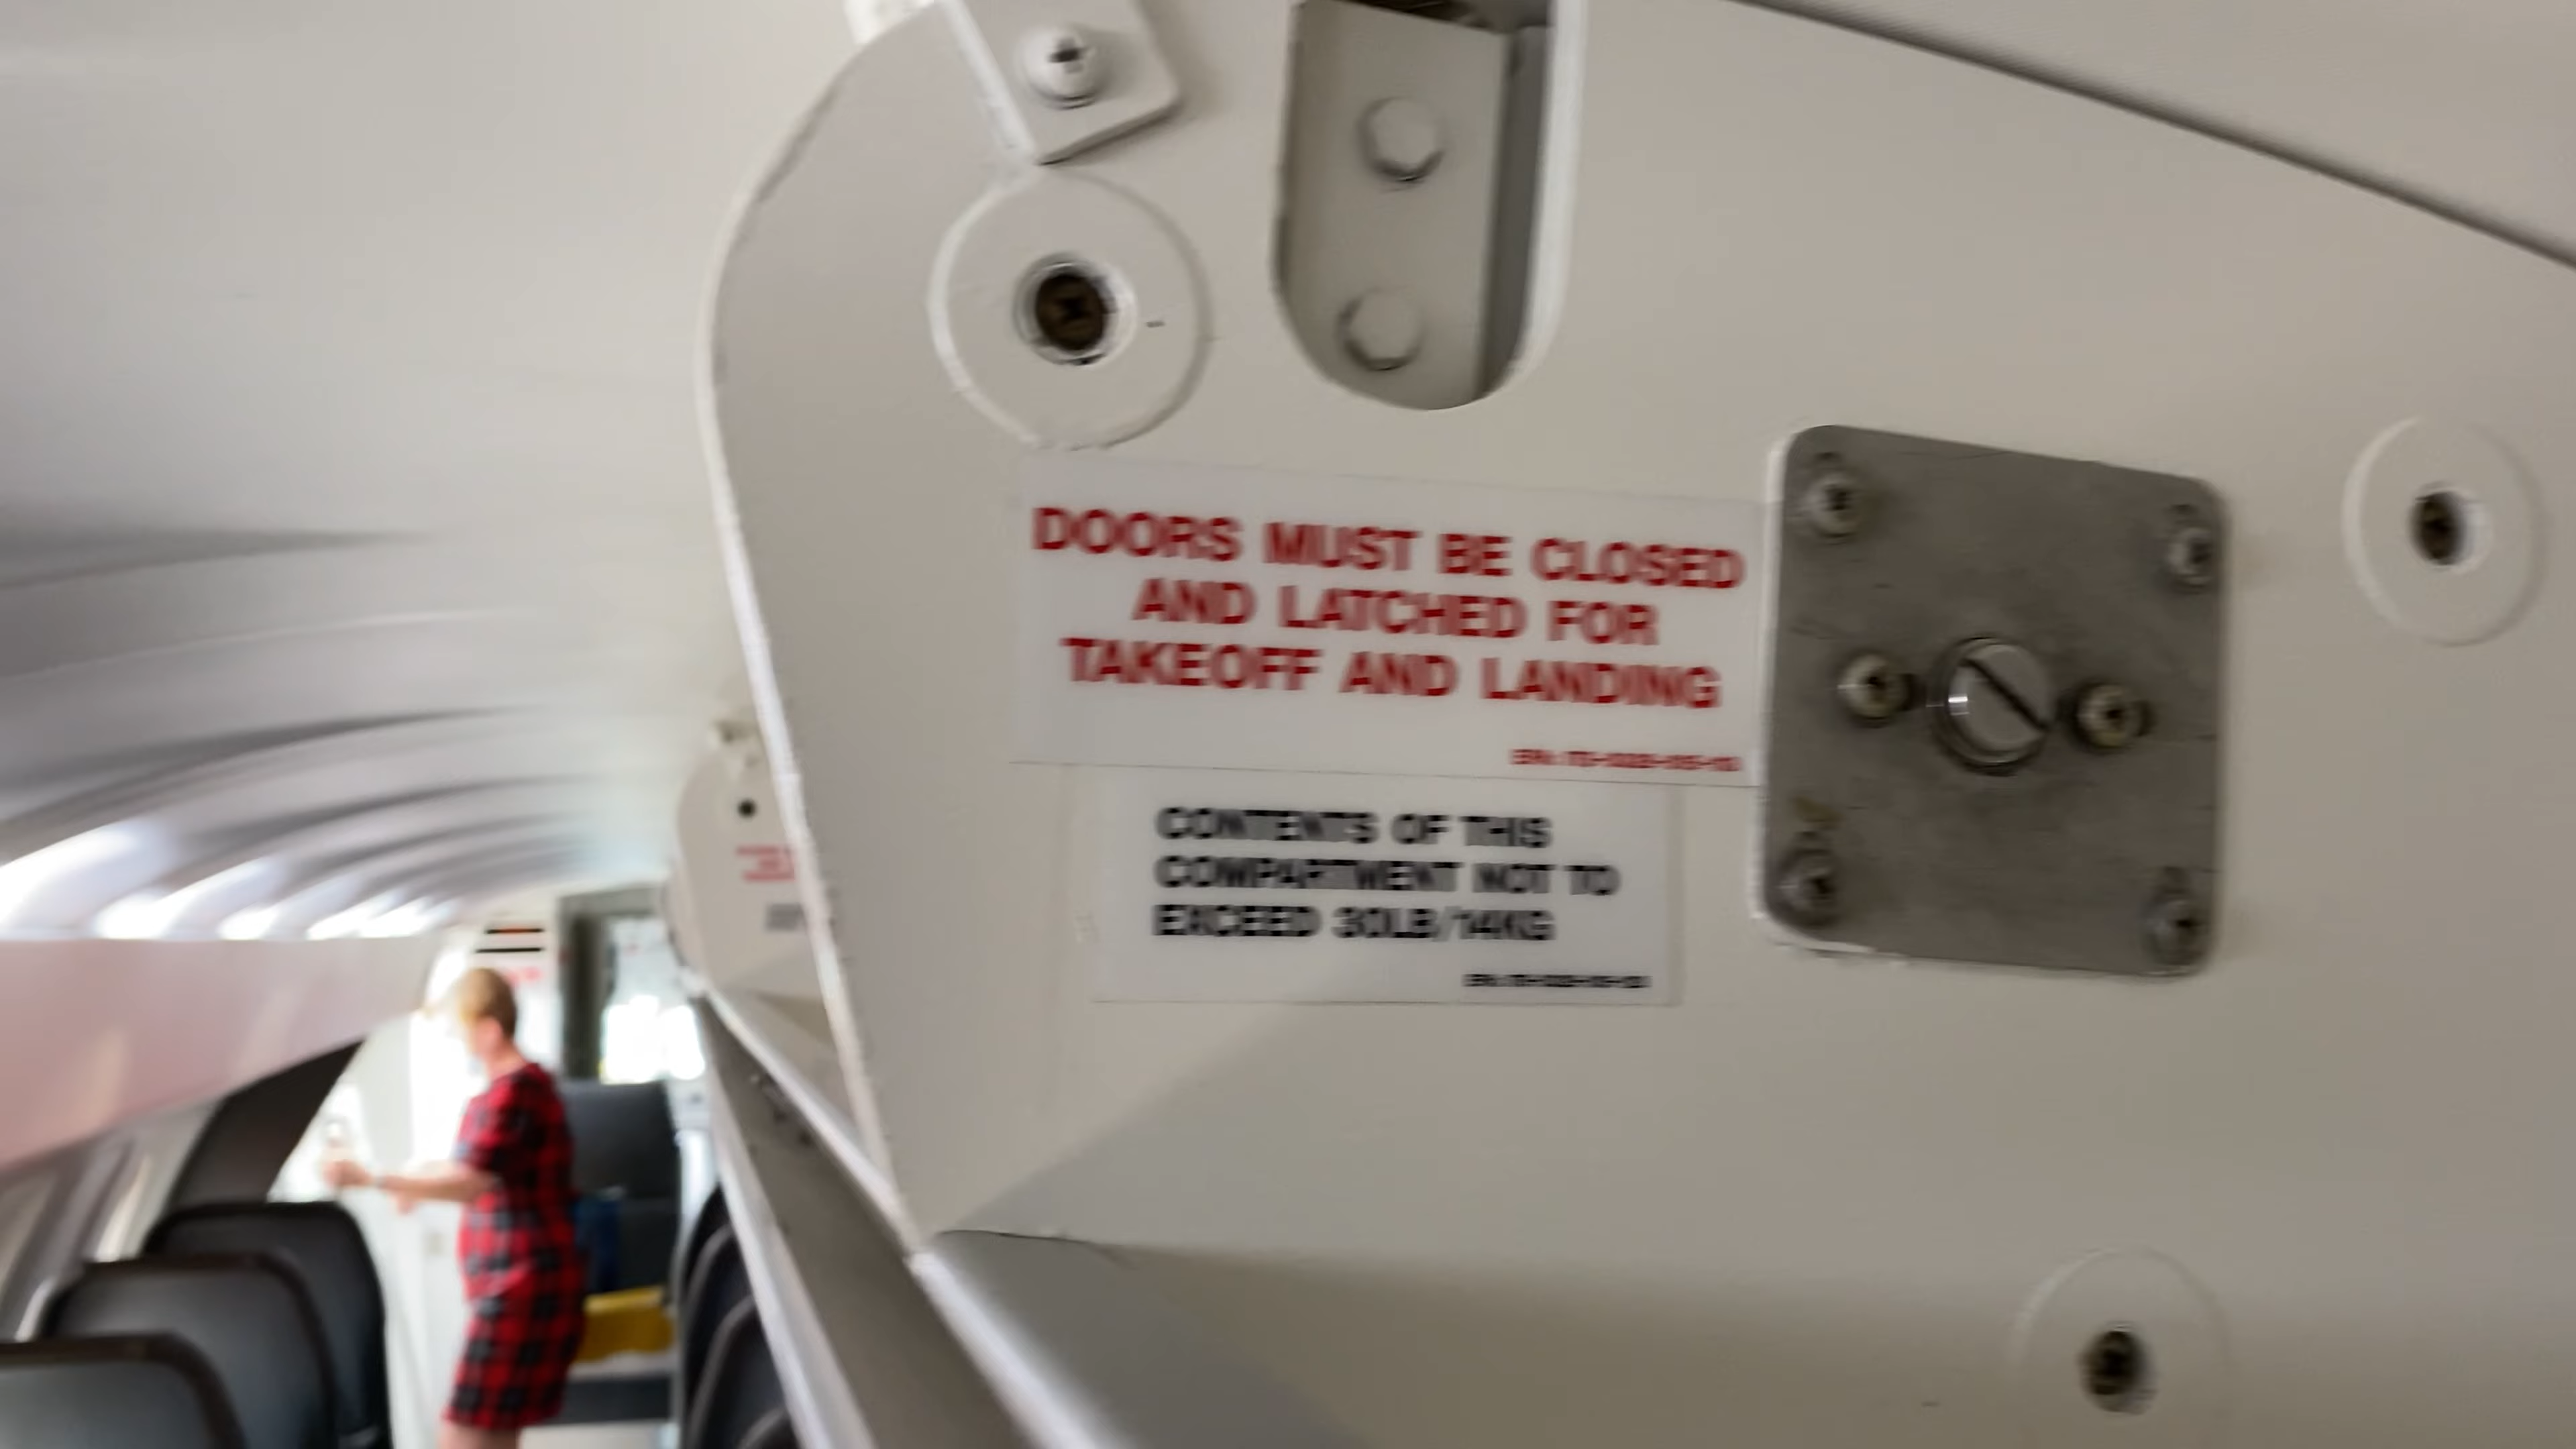 DOORS MUST BE CLOSED
AND LATCHED FOR
TAKEOFF AND LANDING
CONTENTS OF THIS
COMPARTMENT NOT TO
EXCEED 30LB/14KG